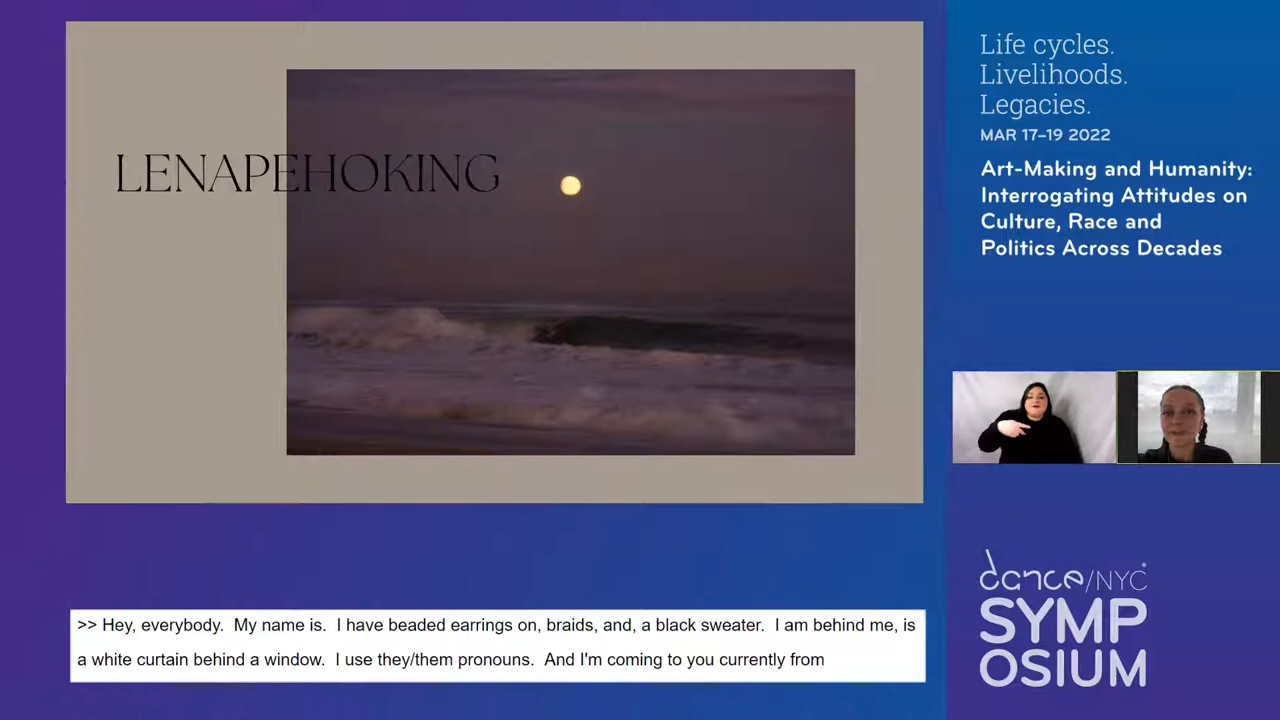 LENAPEHOKING
Life cycles.
Livelihoods.
Legacies.
MAR 17–19 2022
Art-Making and Humanity:
Interrogating Attitudes on
Culture, Race and
Politics Across Decades
dance/NYC
SYMP
OSIUM
>> Hey, everybody. My name is. I have beaded earrings on, braids, and, a black sweater. I am behind me, is
a white curtain behind a window. I use they/them pronouns. And I'm coming to you currently from